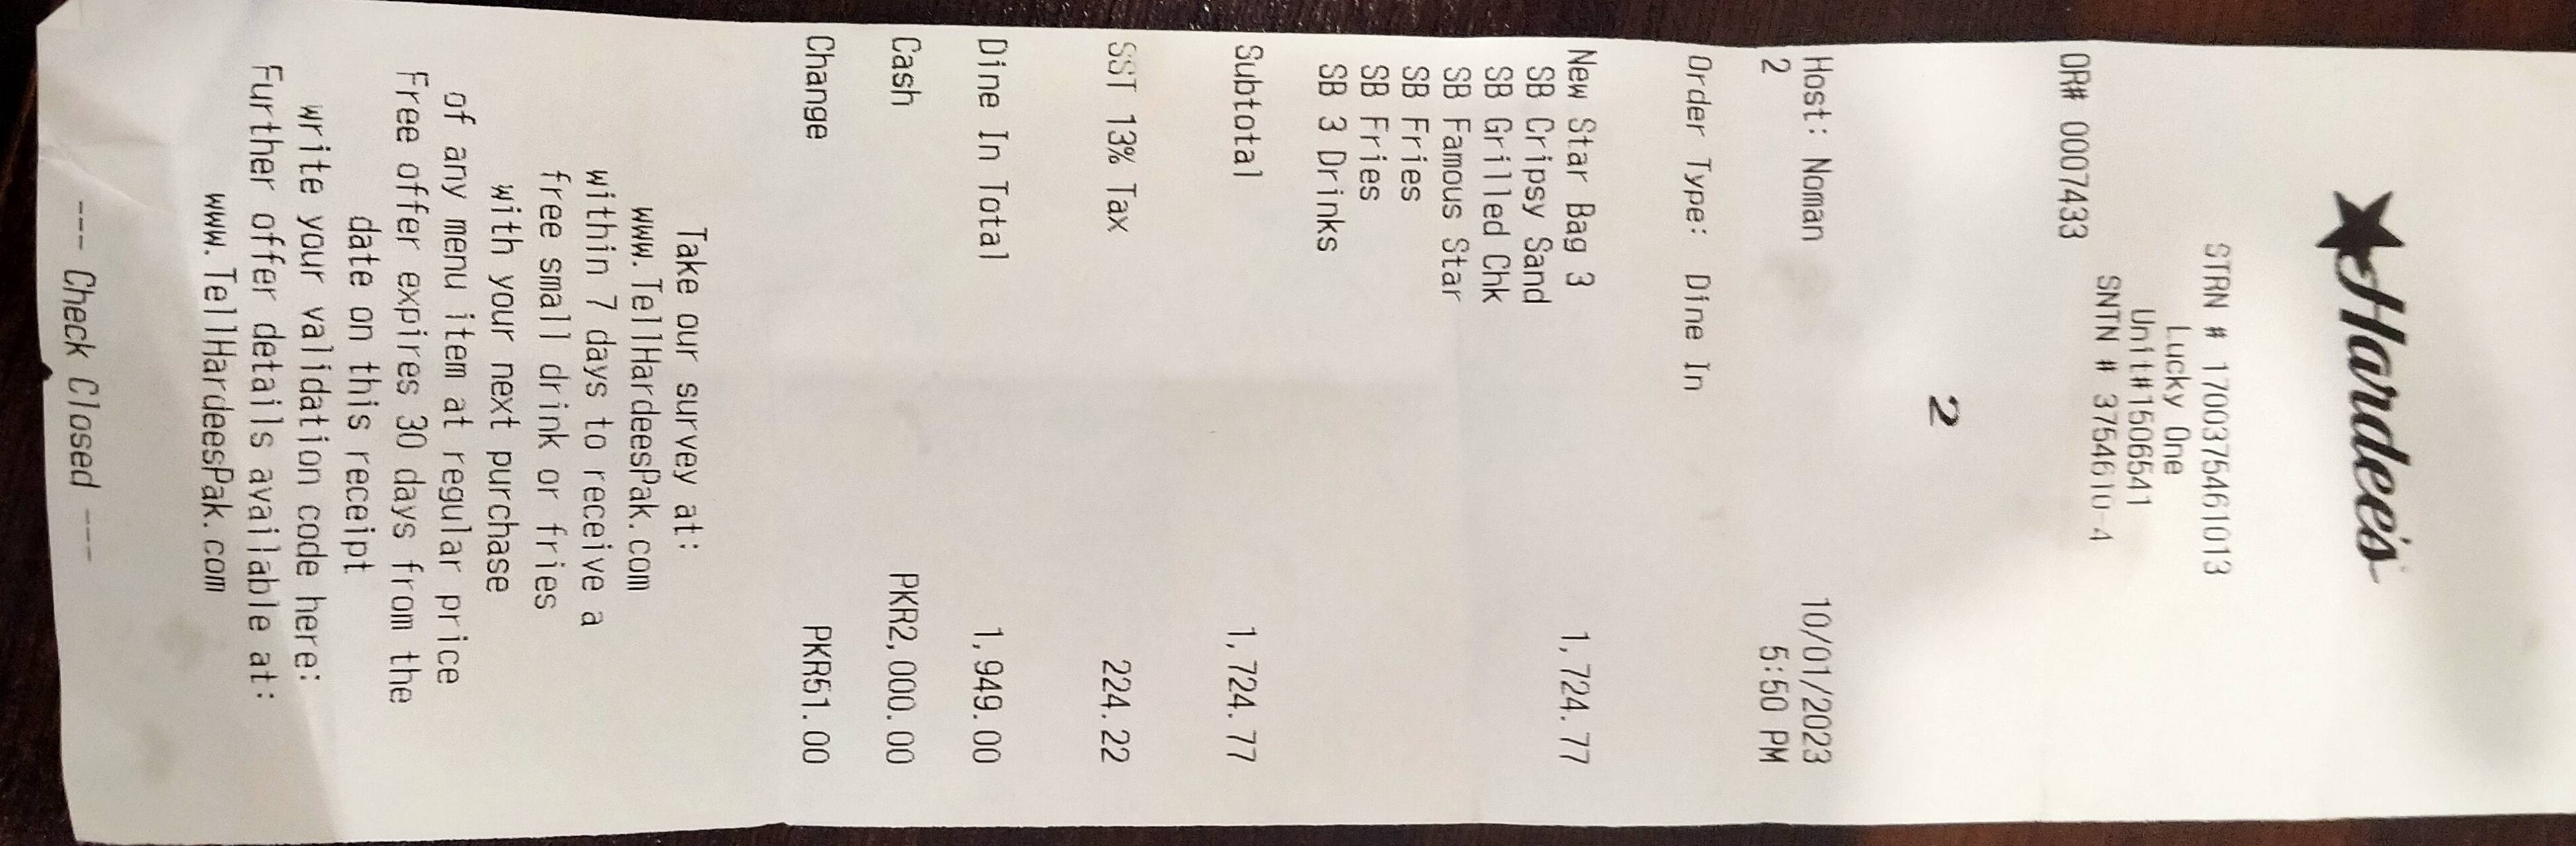 Hardee's
STRN # 1700375461013
Lucky One
Unit#1506541
SNTN # 3754610-4
OR# 0007433
2
Host: Noman 10/01/2023
2 5:50 PM
Order Type: Dine In
New Star Bag 3 1,724.77
SB Cripsy Sand
SB Grilled Chk
SB Famous Star
SB Fries
SB Fries
SB 3 Drinks
Subtotal 1,724.77
SST 13% Tax 224.22
Dine In Total 1,949.00
Cash PKR2,000.00
Change PKR51.00
Take our survey at:
www.TellHardeesPak.com
within 7 days to receive a
free small drink or fries
with your next purchase
of any menu item at regular price
Free offer expires 30 days from the
date on this receipt
write your validation code here:
Further offer details available at:
www.TellHardeesPak.com
--- Check Closed ---